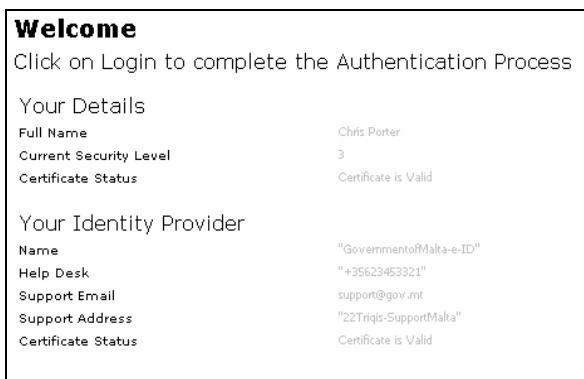 Welcome
Click on Login to complete the Authentication Process
Your Details
Full Name Chris Porter
Current Security Level 3
Certificate Status Certificate is Valid
Your Identity Provider
Name "GovernmentofMalta-e-ID"
Help Desk "+35623453321"
Support Email support@gov.mt
Support Address "22Triqis-SupportMalta"
Certificate Status Certificate is Valid